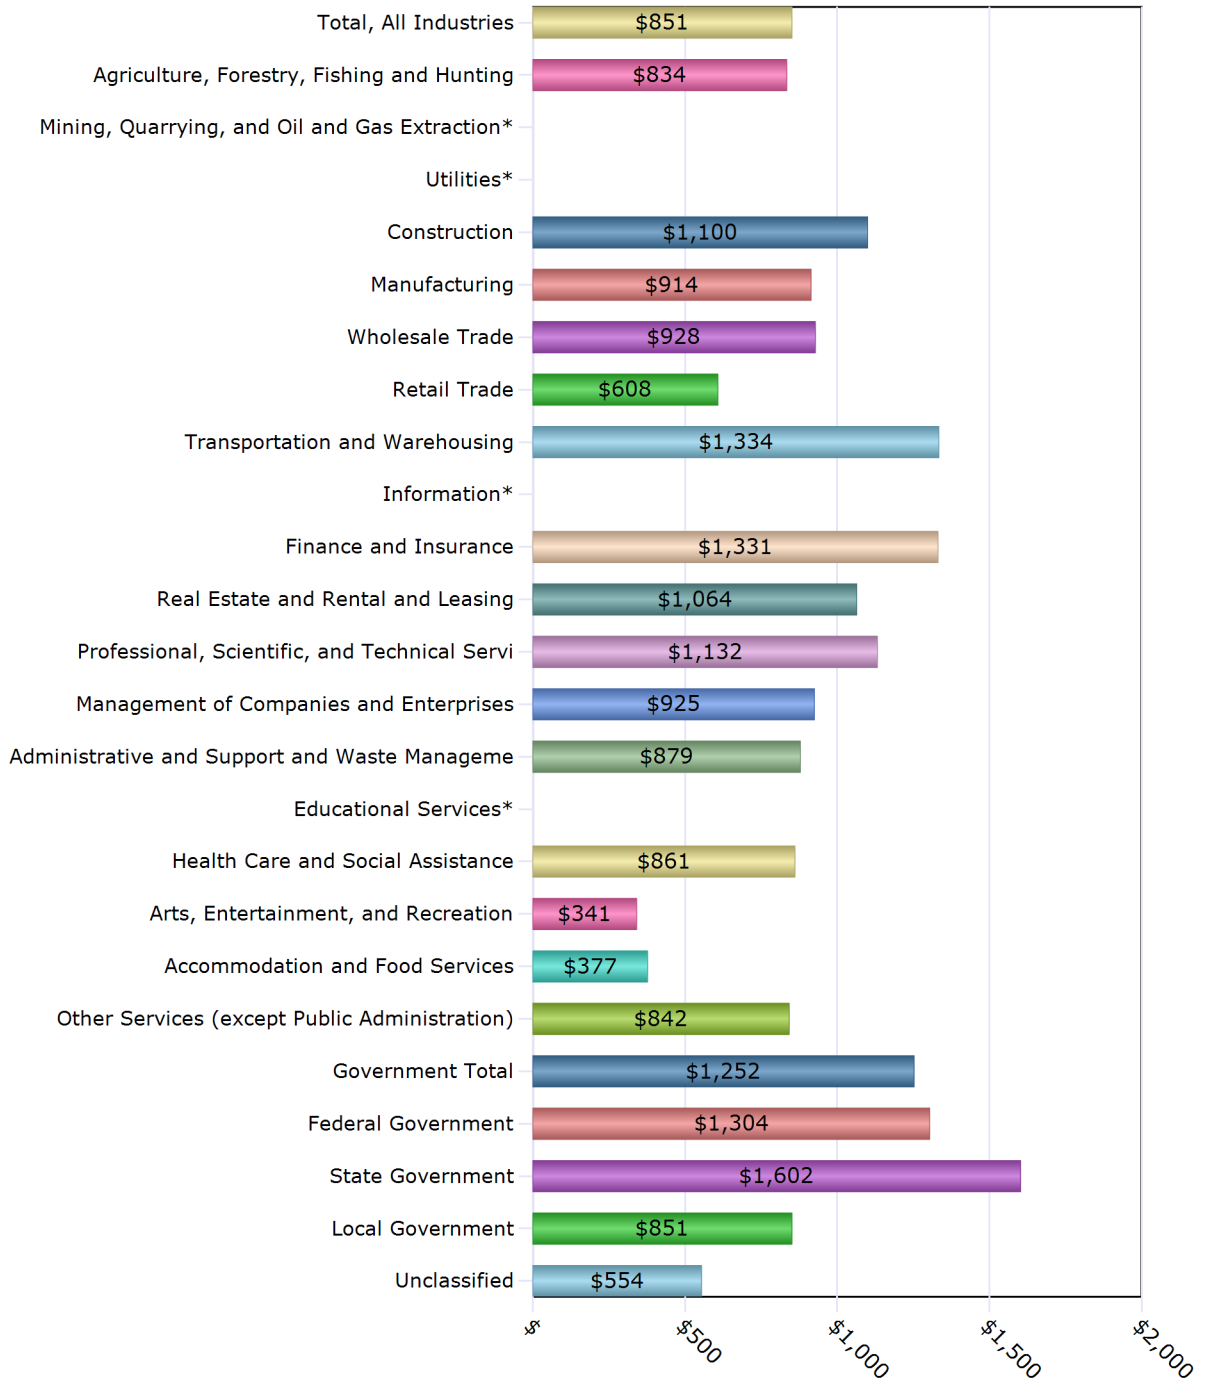 Total, All Industries $851
Agriculture, Forestry, Fishing and Hunting $834
Mining, Quarrying, and Oil and Gas Extraction*
Utilities*
Construction $1,100
Manufacturing $914
Wholesale Trade $928
Retail Trade $608
Transportation and Warehousing $1,334
Information*
Finance and Insurance $1,331
Real Estate and Rental and Leasing $1,064
Professional, Scientific, and Technical Servi $1,132
Management of Companies and Enterprises $925
Administrative and Support and Waste Manageme $879
Educational Services*
Health Care and Social Assistance $861
Arts, Entertainment, and Recreation $341
Accommodation and Food Services $377
Other Services (except Public Administration) $842
Government Total $1,252
Federal Government $1,304
State Government $1,602
Local Government $851
Unclassified $554
$ $500 $1,000 $1,500 $2,000